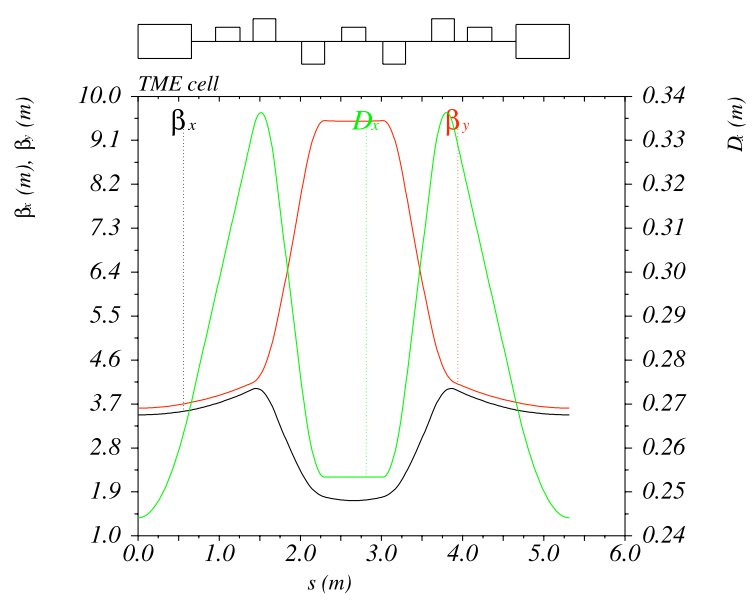 TME cell
βx (m), βy (m)
Dx (m)
10.0
9.1
8.2
7.3
6.4
5.5
4.6
3.7
2.8
1.9
1.0
βx
Dx
βy
0.34
0.33
0.32
0.31
0.30
0.29
0.28
0.27
0.26
0.25
0.24
0.0 1.0 2.0 3.0 4.0 5.0 6.0
s (m)